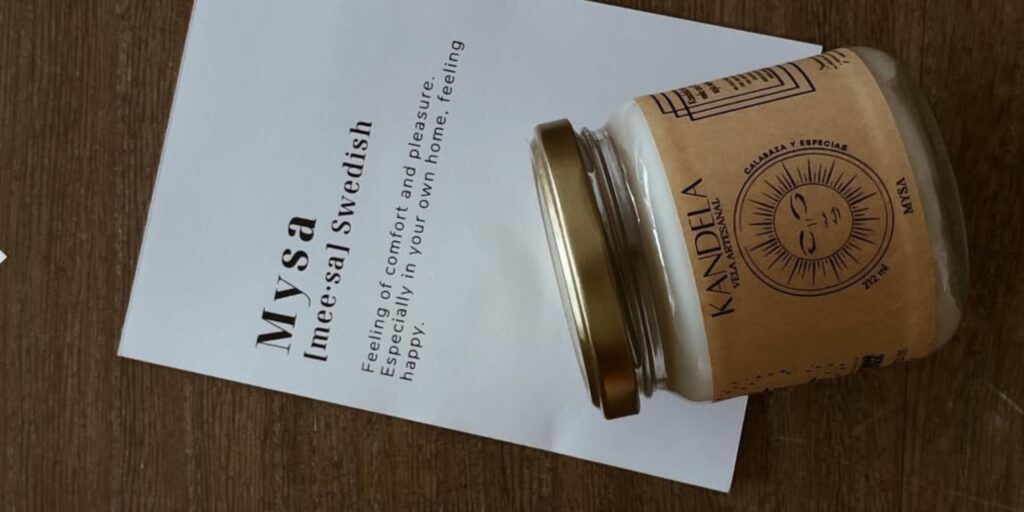 Mysa
[mee·sa] Swedish
Feeling of comfort and pleasure.
Especially in your own home, feeling
happy.
KANDELA
VELA ARTESANAL
CALABAZA Y ESPECIAS
212 ml
MYSA